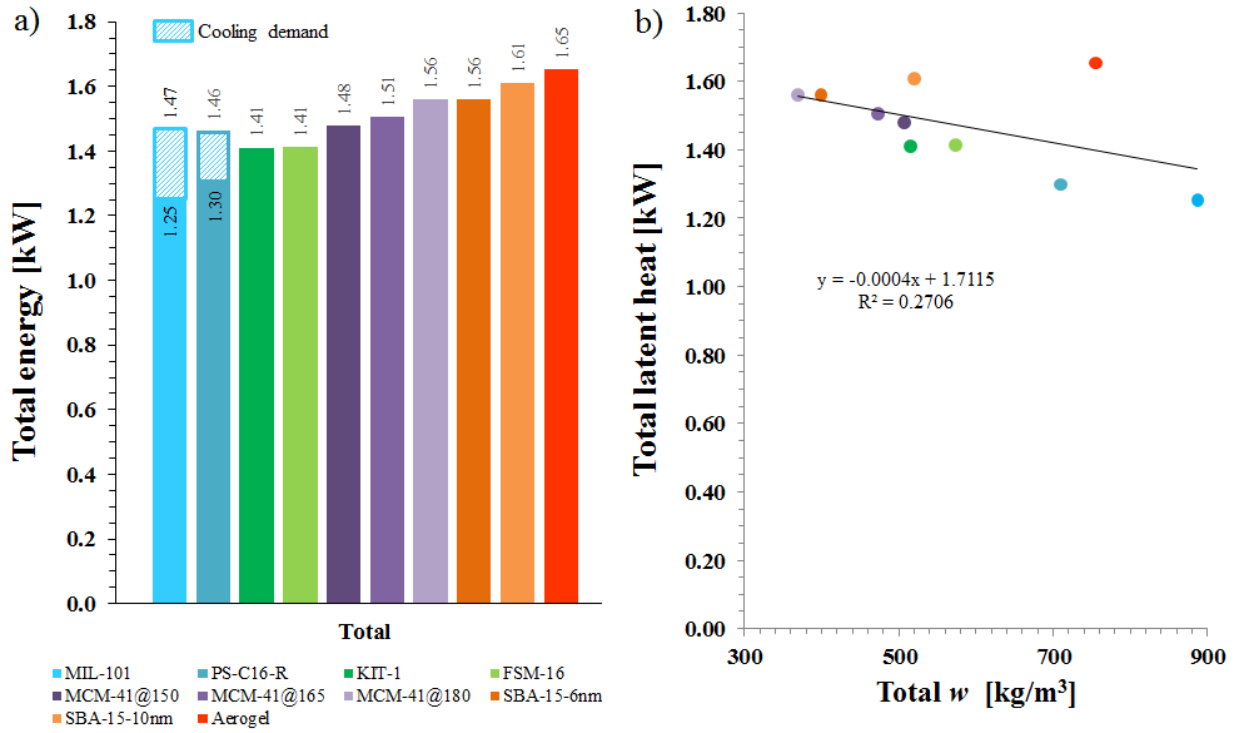 a)
Total energy [kW]
1.8
1.6
1.4
1.2
1.0
0.8
0.6
0.4
0.2
0.0
Cooling demand
1.47
1.25
1.46
1.30
1.41
1.41
1.48
1.51
1.56
1.56
1.61
1.65
Total
MIL-101 PS-C16-R KIT-1 FSM-16
MCM-41@150 MCM-41@165 MCM-41@180 SBA-15-6nm
SBA-15-10nm Aerogel
b)
Total latent heat [kW]
1.80
1.60
1.40
1.20
1.00
0.80
0.60
0.40
0.20
0.00
y = -0.0004x + 1.7115
R² = 0.2706
300 500 700 900
Total w [kg/m³]